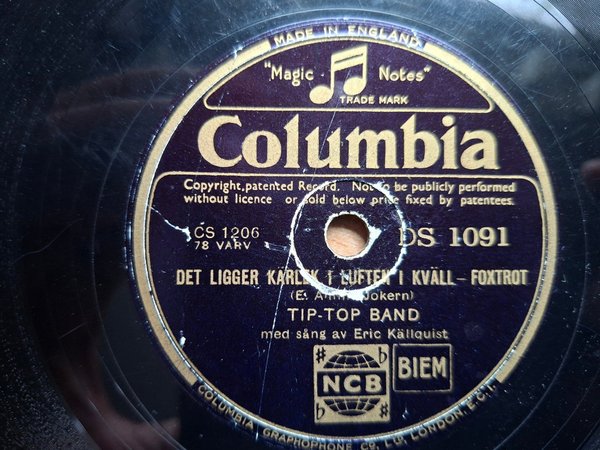 MADE IN ENGLAND
"Magic Notes"
TRADE MARK
Columbia
Copyright, patented Record. Not to be publicly performed
without licence or sold below price fixed by patentees.
CS 1206
78 VARV
DS 1091
DET LIGGER KÄRLEK I LUFTEN I KVÄLL - FOXTROT
(E. Jokern)
TIP-TOP BAND
med sång av Eric Källquist
NCB
BIEM
COLUMBIA GRAPHOPHONE CO. LTD. LONDON. E.C.1.